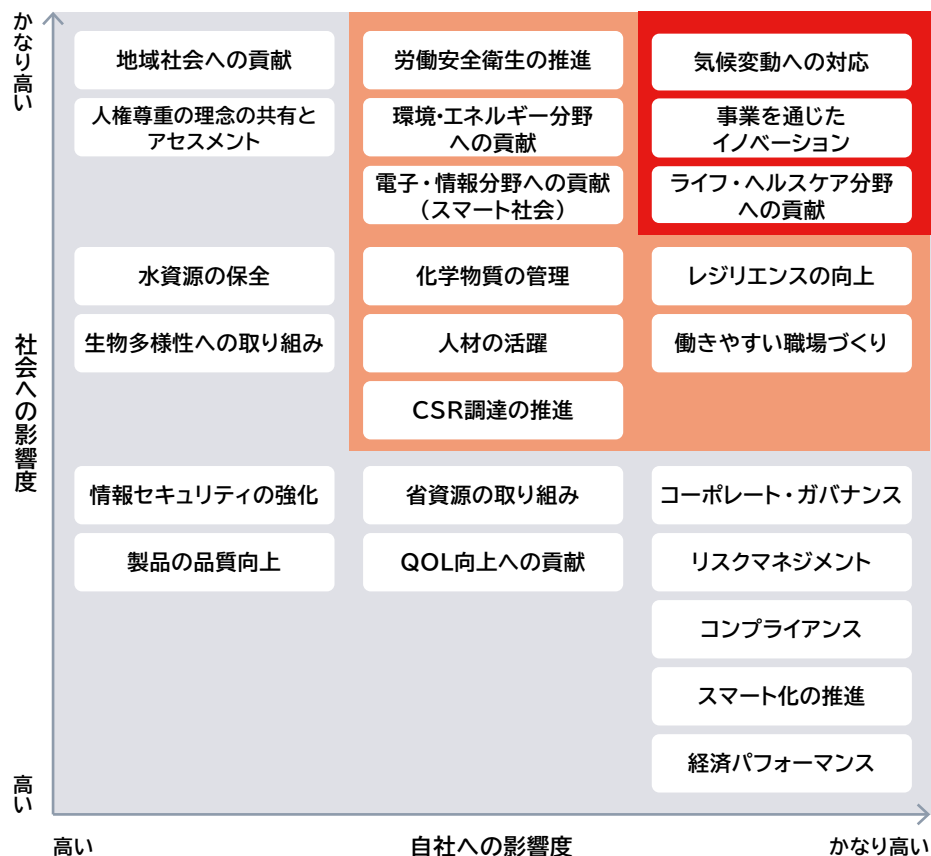 かなり高い
地域社会への貢献
労働安全衛生の推進
気候変動への対応
人権尊重の理念の共有と
アセスメント
環境・エネルギー分野
への貢献
事業を通じた
イノベーション
電子・情報分野への貢献
（スマート社会）
ライフ・ヘルスケア分野
への貢献
水資源の保全
化学物質の管理
レジリエンスの向上
社会への影響度
生物多様性への取り組み
人材の活躍
働きやすい職場づくり
CSR調達の推進
情報セキュリティの強化
省資源の取り組み
コーポレート・ガバナンス
製品の品質向上
QOL向上への貢献
リスクマネジメント
コンプライアンス
スマート化の推進
経済パフォーマンス
高い
高い
自社への影響度
かなり高い